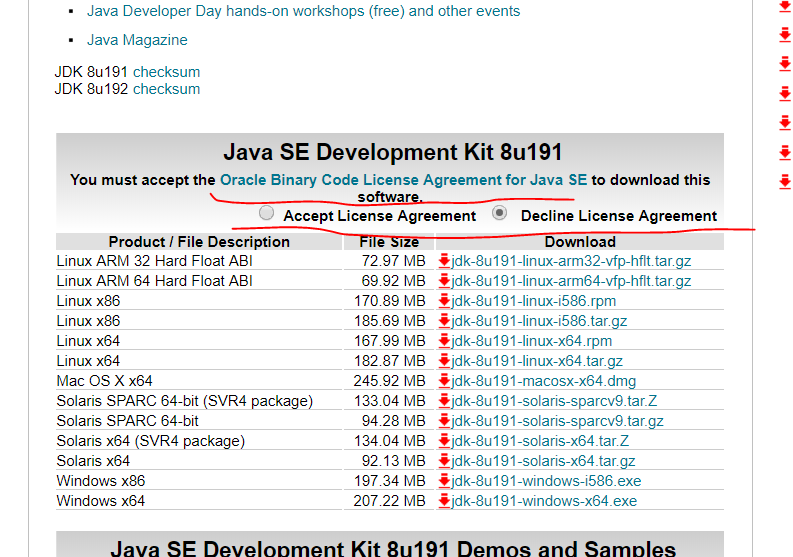 Java Developer Day hands-on workshops (free) and other events
Java Magazine
JDK 8u191 checksum
JDK 8u192 checksum
Java SE Development Kit 8u191
You must accept the Oracle Binary Code License Agreement for Java SE to download this
software.
Accept License Agreement Decline License Agreement
Product / File Description File Size Download
Linux ARM 32 Hard Float ABI 72.97 MB jdk-8u191-linux-arm32-vfp-hflt.tar.gz
Linux ARM 64 Hard Float ABI 69.92 MB jdk-8u191-linux-arm64-vfp-hflt.tar.gz
Linux x86 170.89 MB jdk-8u191-linux-i586.rpm
Linux x86 185.69 MB jdk-8u191-linux-i586.tar.gz
Linux x64 167.99 MB jdk-8u191-linux-x64.rpm
Linux x64 182.87 MB jdk-8u191-linux-x64.tar.gz
Mac OS X x64 245.92 MB jdk-8u191-macosx-x64.dmg
Solaris SPARC 64-bit (SVR4 package) 133.04 MB jdk-8u191-solaris-sparcv9.tar.Z
Solaris SPARC 64-bit 94.28 MB jdk-8u191-solaris-sparcv9.tar.gz
Solaris x64 (SVR4 package) 134.04 MB jdk-8u191-solaris-x64.tar.Z
Solaris x64 92.13 MB jdk-8u191-solaris-x64.tar.gz
Windows x86 197.34 MB jdk-8u191-windows-i586.exe
Windows x64 207.22 MB jdk-8u191-windows-x64.exe
Java SE Development Kit 8u191 Demos and Samples